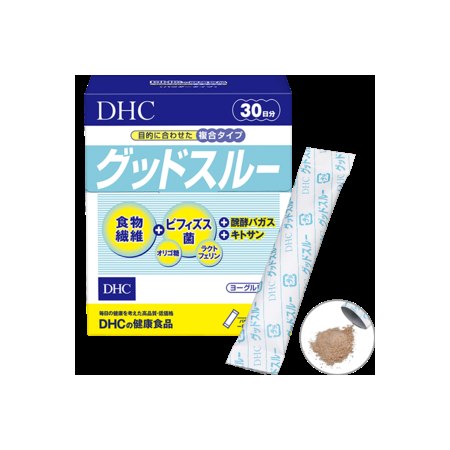 DHC
30日分
目的に合わせた 複合タイプ
グッドスルー
食物繊維
+
ビフィズス菌
+醗酵バガス
+キトサン
オリゴ糖
ラクトフェリン
DHC
毎日の健康を考えた高品質・低価格
DHCの健康食品
DHC グッドスルー